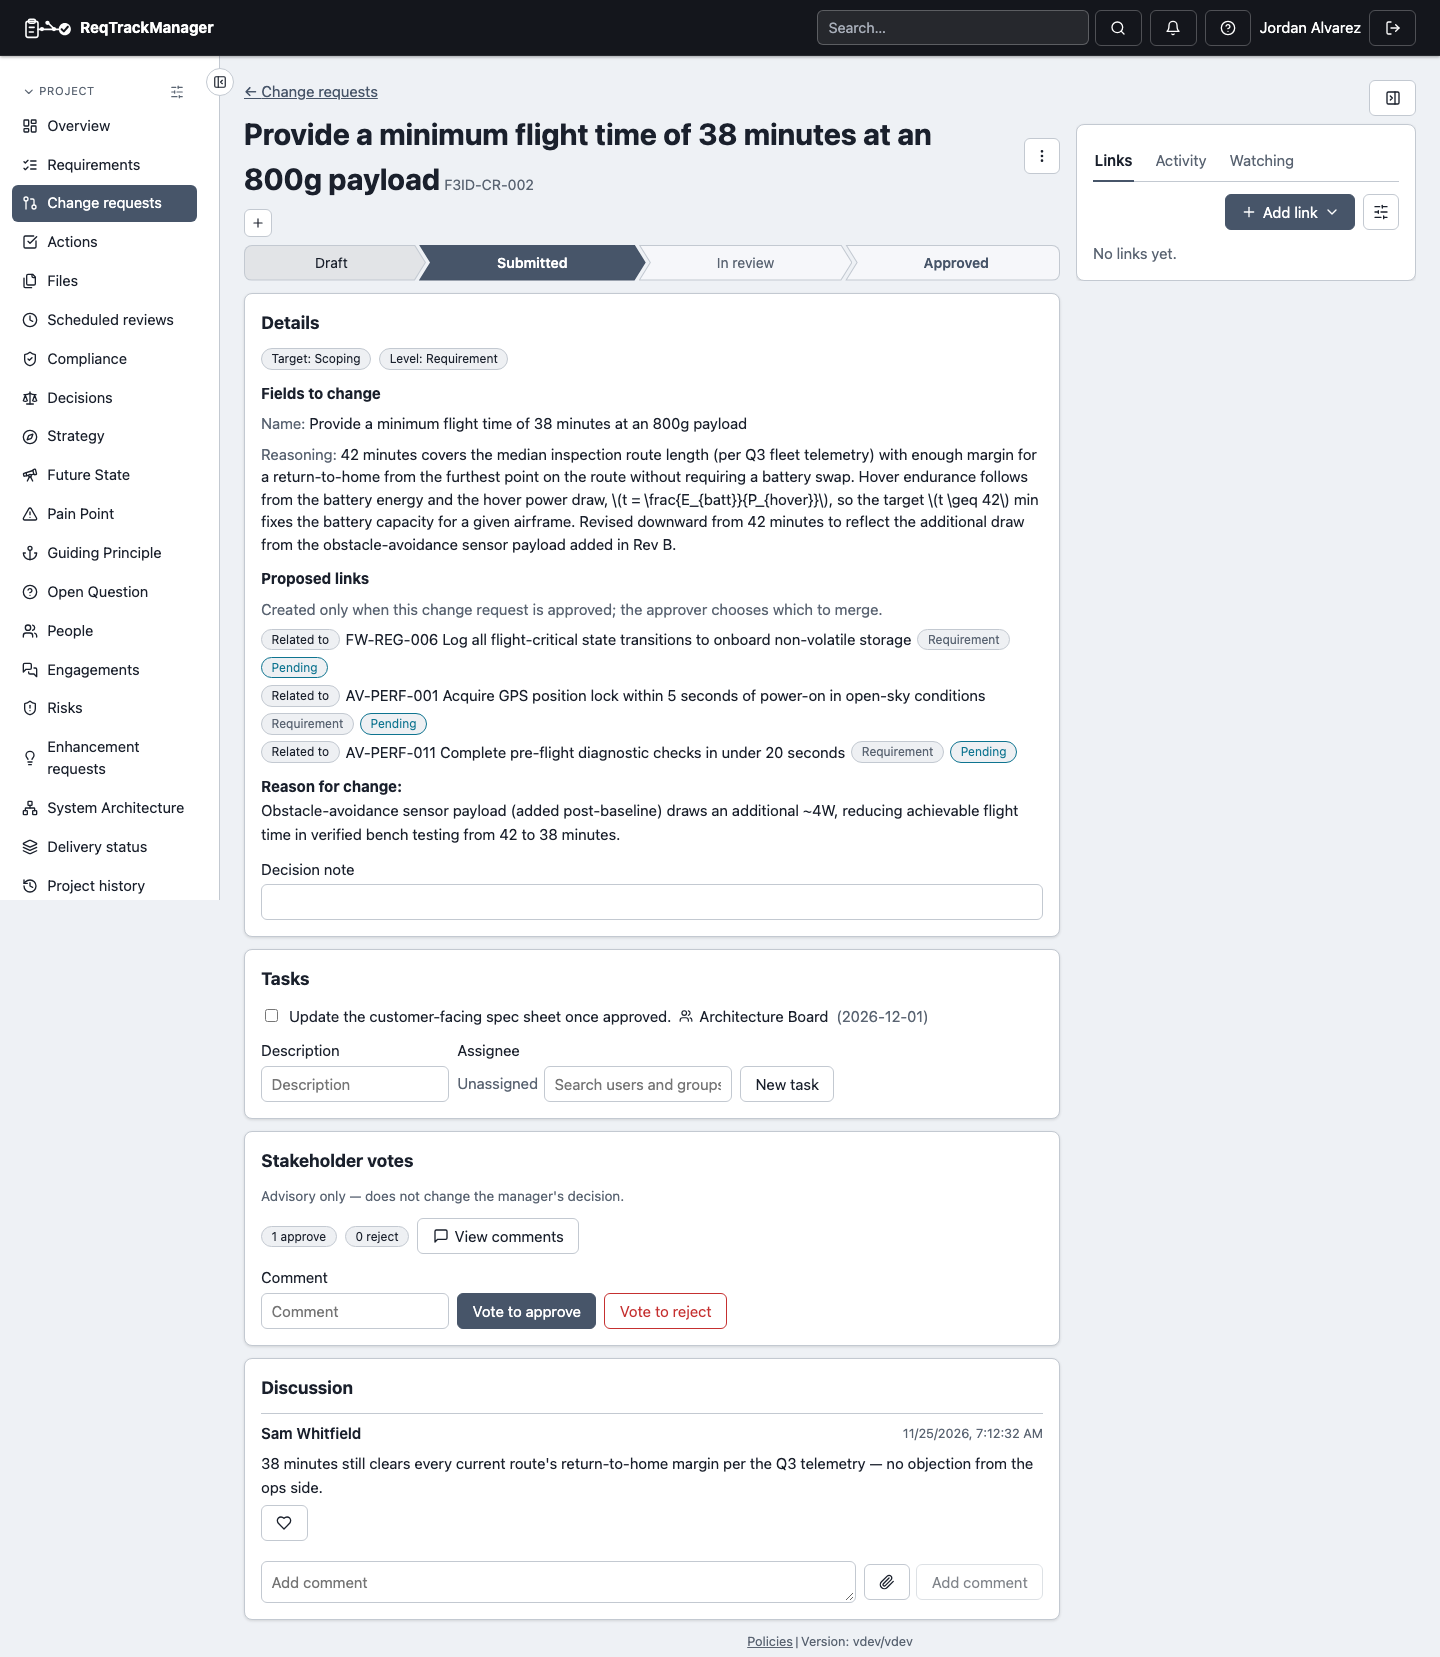 ReqTrackManager
Search...
Jordan Alvarez
PROJECT
Overview
Requirements
Change requests
Actions
Files
Scheduled reviews
Compliance
Decisions
Strategy
Future State
Pain Point
Guiding Principle
Open Question
People
Engagements
Risks
Enhancement
requests
System Architecture
Delivery status
Project history
← Change requests
Provide a minimum flight time of 38 minutes at an
800g payload F3ID-CR-002
Draft
Submitted
In review
Approved
Details
Target: Scoping
Level: Requirement
Fields to change
Name: Provide a minimum flight time of 38 minutes at an 800g payload
Reasoning: 42 minutes covers the median inspection route length (per Q3 fleet telemetry) with enough margin for
a return-to-home from the furthest point on the route without requiring a battery swap. Hover endurance follows
from the battery energy and the hover power draw, \(t = \frac{E_{batt}}{P_{hover}}\), so the target \(t \geq 42\) min
fixes the battery capacity for a given airframe. Revised downward from 42 minutes to reflect the additional draw
from the obstacle-avoidance sensor payload added in Rev B.
Proposed links
Created only when this change request is approved; the approver chooses which to merge.
Related to FW-REG-006 Log all flight-critical state transitions to onboard non-volatile storage Requirement
Pending
Related to AV-PERF-001 Acquire GPS position lock within 5 seconds of power-on in open-sky conditions
Requirement Pending
Related to AV-PERF-011 Complete pre-flight diagnostic checks in under 20 seconds Requirement Pending
Reason for change:
Obstacle-avoidance sensor payload (added post-baseline) draws an additional ~4W, reducing achievable flight
time in verified bench testing from 42 to 38 minutes.
Decision note
Tasks
Update the customer-facing spec sheet once approved. Architecture Board (2026-12-01)
Description
Assignee
Description
Unassigned
Search users and groups
New task
Stakeholder votes
Advisory only — does not change the manager's decision.
1 approve
0 reject
View comments
Comment
Comment
Vote to approve
Vote to reject
Discussion
Sam Whitfield
11/25/2026, 7:12:32 AM
38 minutes still clears every current route's return-to-home margin per the Q3 telemetry — no objection from the
ops side.
Add comment
Add comment
Links
Activity
Watching
Add link
No links yet.
Policies | Version: vdev/vdev